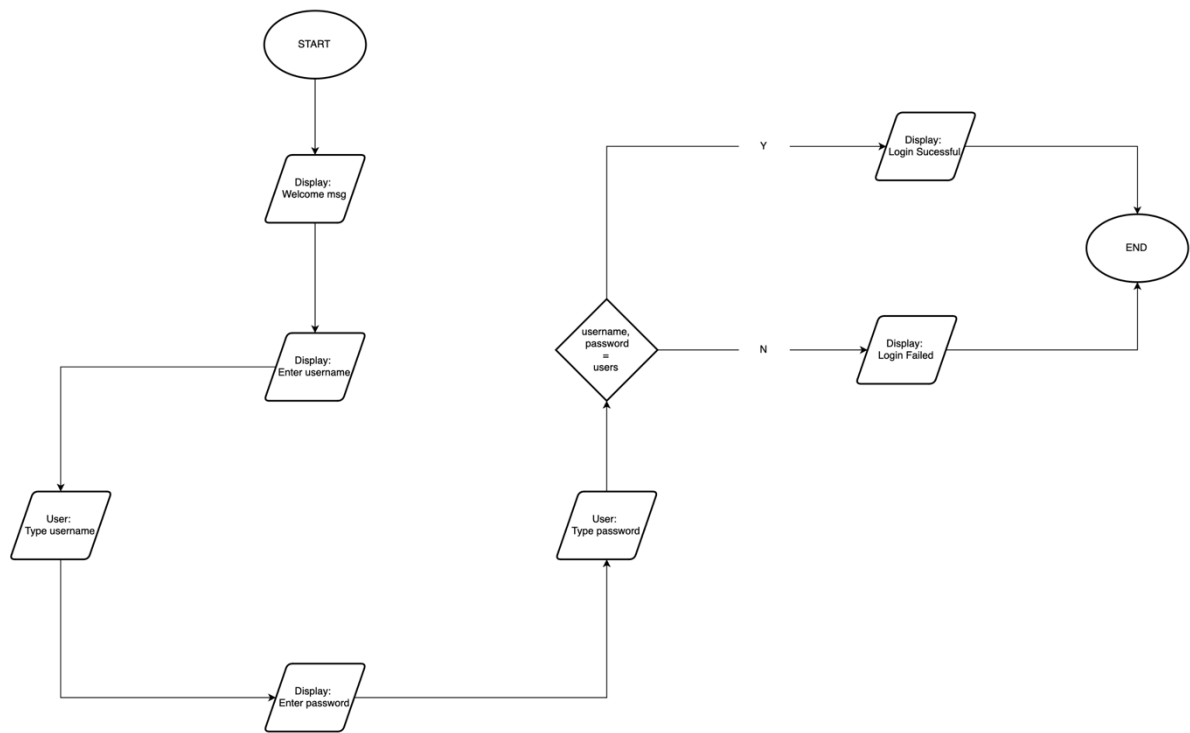 START
Display:
Welcome msg
Display:
Enter username
User:
Type username
Display:
Enter password
User:
Type password
username,
password
=
users
Y
Display:
Login Sucessful
N
Display:
Login Failed
END